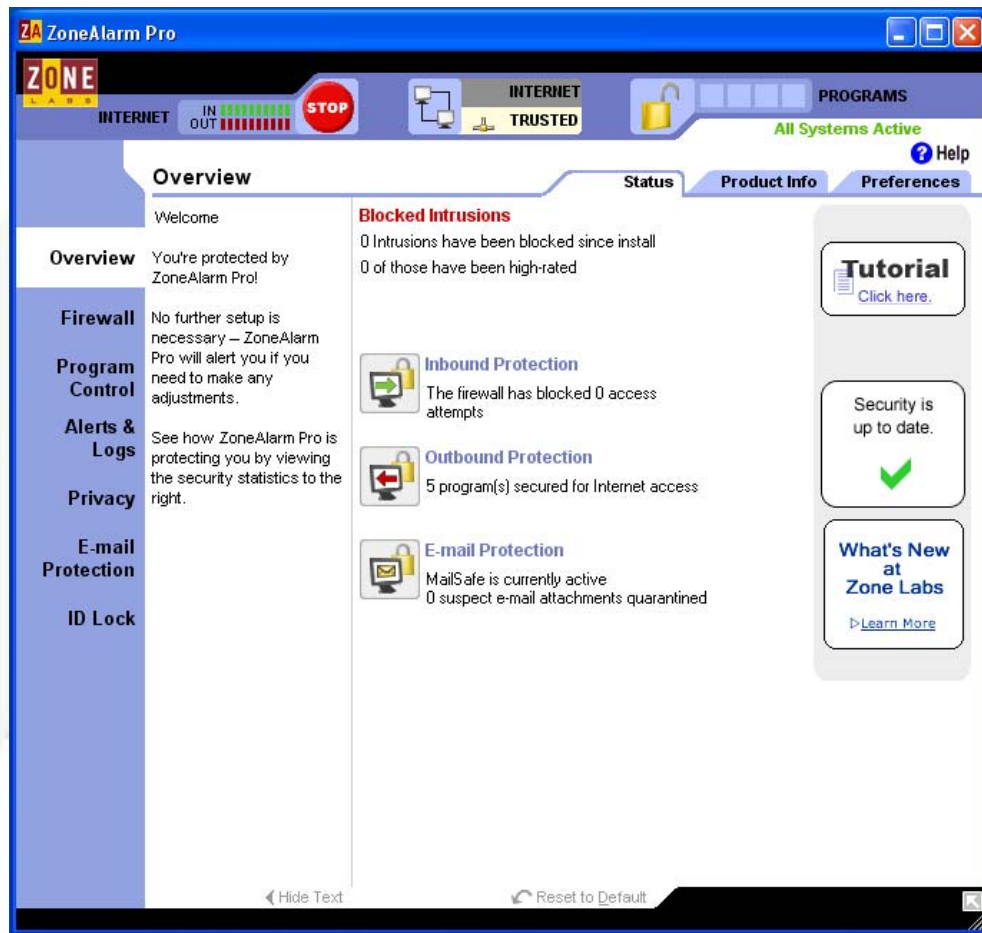 ZA ZoneAlarm Pro
ZONE
LABS
INTERNET
IN
OUT
STOP
INTERNET
TRUSTED
PROGRAMS
All Systems Active
? Help
Overview
Status
Product Info
Preferences
Overview
Firewall
Program
Control
Alerts &
Logs
Privacy
E-mail
Protection
ID Lock
Welcome
You're protected by
ZoneAlarm Pro!
No further setup is
necessary – ZoneAlarm
Pro will alert you if you
need to make any
adjustments.
See how ZoneAlarm Pro is
protecting you by viewing
the security statistics to the
right.
Blocked Intrusions
0 Intrusions have been blocked since install
0 of those have been high-rated
Inbound Protection
The firewall has blocked 0 access
attempts
Outbound Protection
5 program(s) secured for Internet access
E-mail Protection
MailSafe is currently active
0 suspect e-mail attachments quarantined
Tutorial
Click here.
Security is
up to date.
What's New
at
Zone Labs
Learn More
Hide Text
Reset to Default